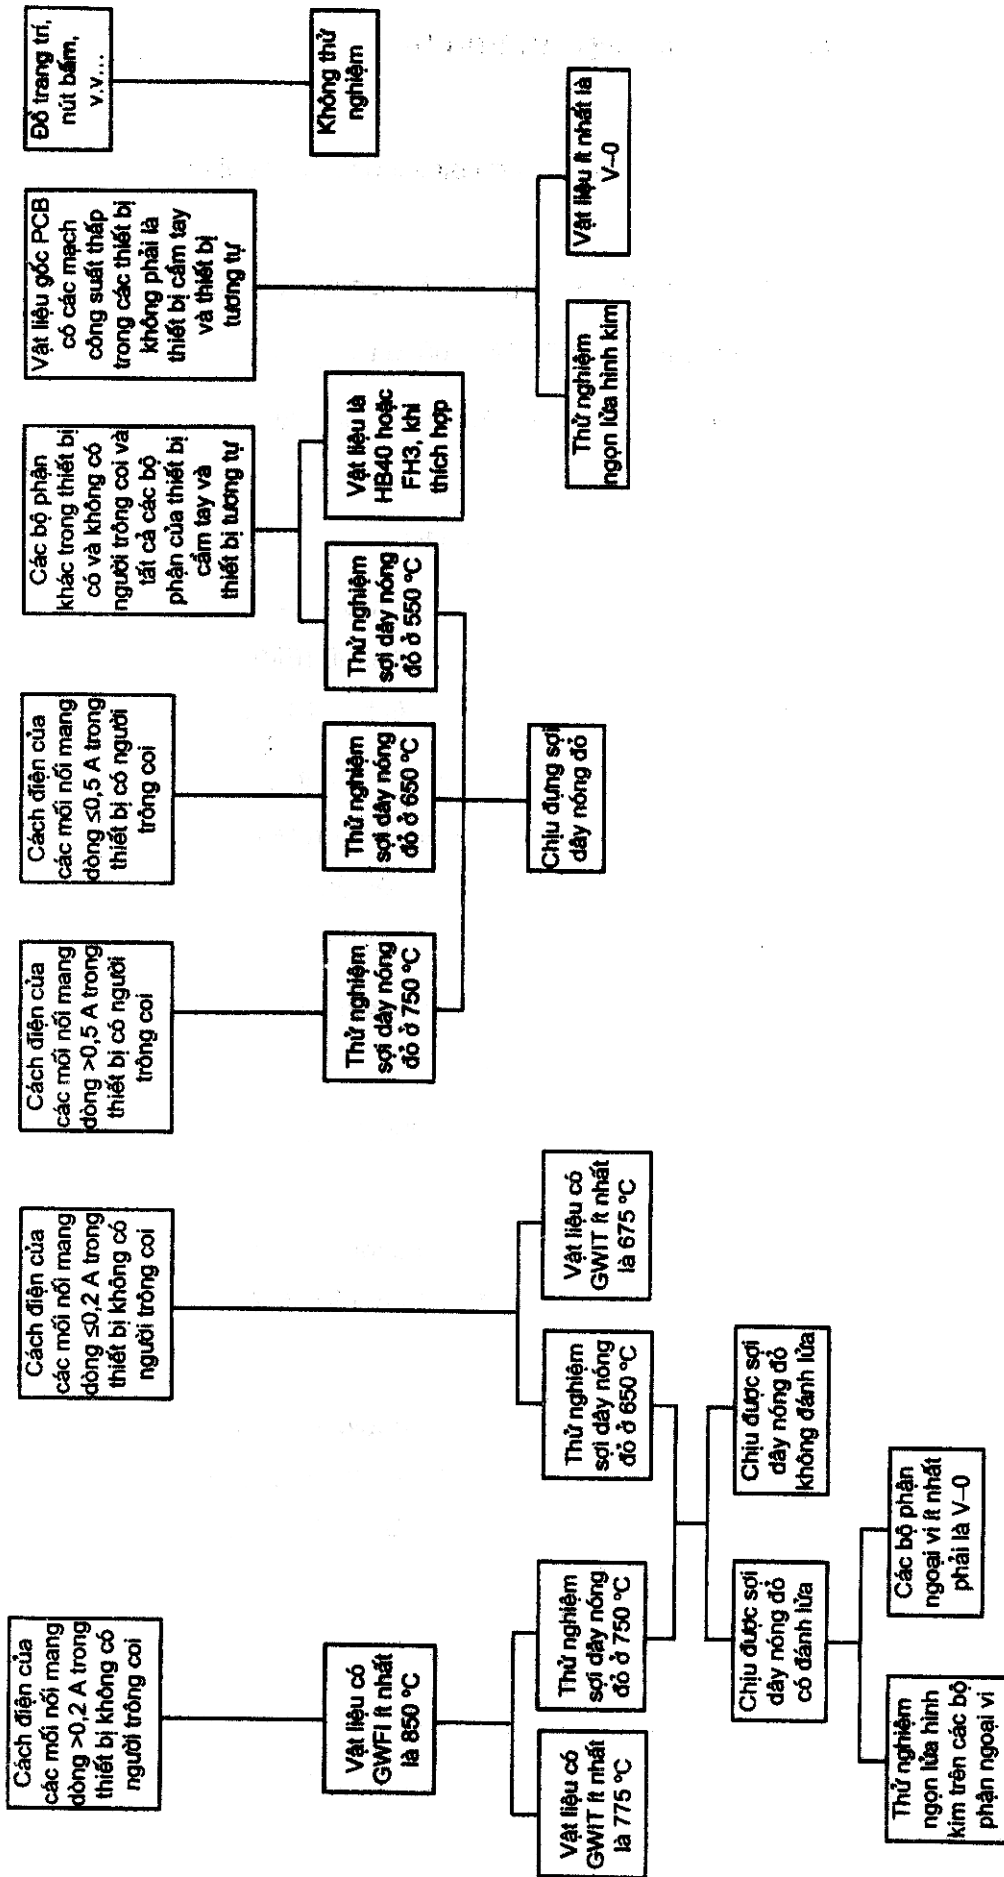 Cách điện của
các mối nối mang
dòng >0,2 A trong
thiết bị không có
người trông coi
Cách điện của
các mối nối mang
dòng ≤0,2 A trong
thiết bị không có
người trông coi
Cách điện của
các mối nối mang
dòng >0,5 A trong
thiết bị có người
trông coi
Cách điện của
các mối nối mang
dòng ≤0,5 A trong
thiết bị có người
trông coi
Các bộ phận
khác trong thiết bị
có và không có
người trông coi và
tất cả các bộ
phận của thiết bị
cầm tay và
thiết bị tương tự
Vật liệu gốc PCB
có các mạch
công suất thấp
trong các thiết bị
không phải là
thiết bị cầm tay
và thiết bị
tương tự
Đồ trang trí,
nút bấm,
v.v...
Vật liệu có
GWFI ít nhất
là 850 °C
Thử nghiệm
sợi dây nóng
đỏ ở 750 °C
Thử nghiệm
sợi dây nóng
đỏ ở 650 °C
Thử nghiệm
sợi dây nóng
đỏ ở 550 °C
Vật liệu là
HB40 hoặc
FH3, khi
thích hợp
Không thử
nghiệm
Vật liệu có
GWIT ít nhất
là 775 °C
Thử nghiệm
sợi dây nóng
đỏ ở 750 °C
Thử nghiệm
sợi dây nóng
đỏ ở 650 °C
Vật liệu có
GWIT ít nhất
là 675 °C
Chịu đựng sợi
dây nóng đỏ
Thử nghiệm
ngọn lửa hình kim
Vật liệu ít nhất là
V–0
Chịu được sợi
dây nóng đỏ
có đánh lửa
Chịu được sợi
dây nóng đỏ
không đánh lửa
Thử nghiệm
ngọn lửa hình
kim trên các bộ
phận ngoại vi
Các bộ phận
ngoại vi ít nhất
phải là V–0